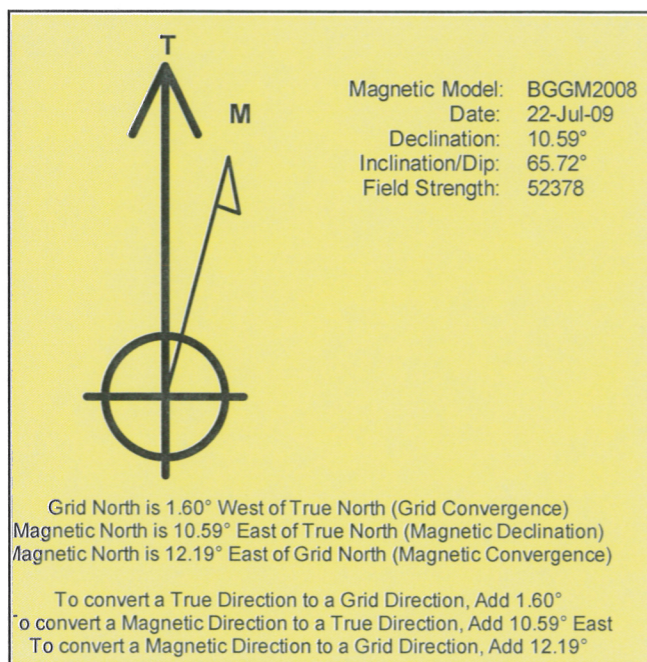 T
M
Magnetic Model: BGGM2008
Date: 22-Jul-09
Declination: 10.59°
Inclination/Dip: 65.72°
Field Strength: 52378
Grid North is 1.60° West of True North (Grid Convergence)
Magnetic North is 10.59° East of True North (Magnetic Declination)
Magnetic North is 12.19° East of Grid North (Magnetic Convergence)
To convert a True Direction to a Grid Direction, Add 1.60°
To convert a Magnetic Direction to a True Direction, Add 10.59° East
To convert a Magnetic Direction to a Grid Direction, Add 12.19°